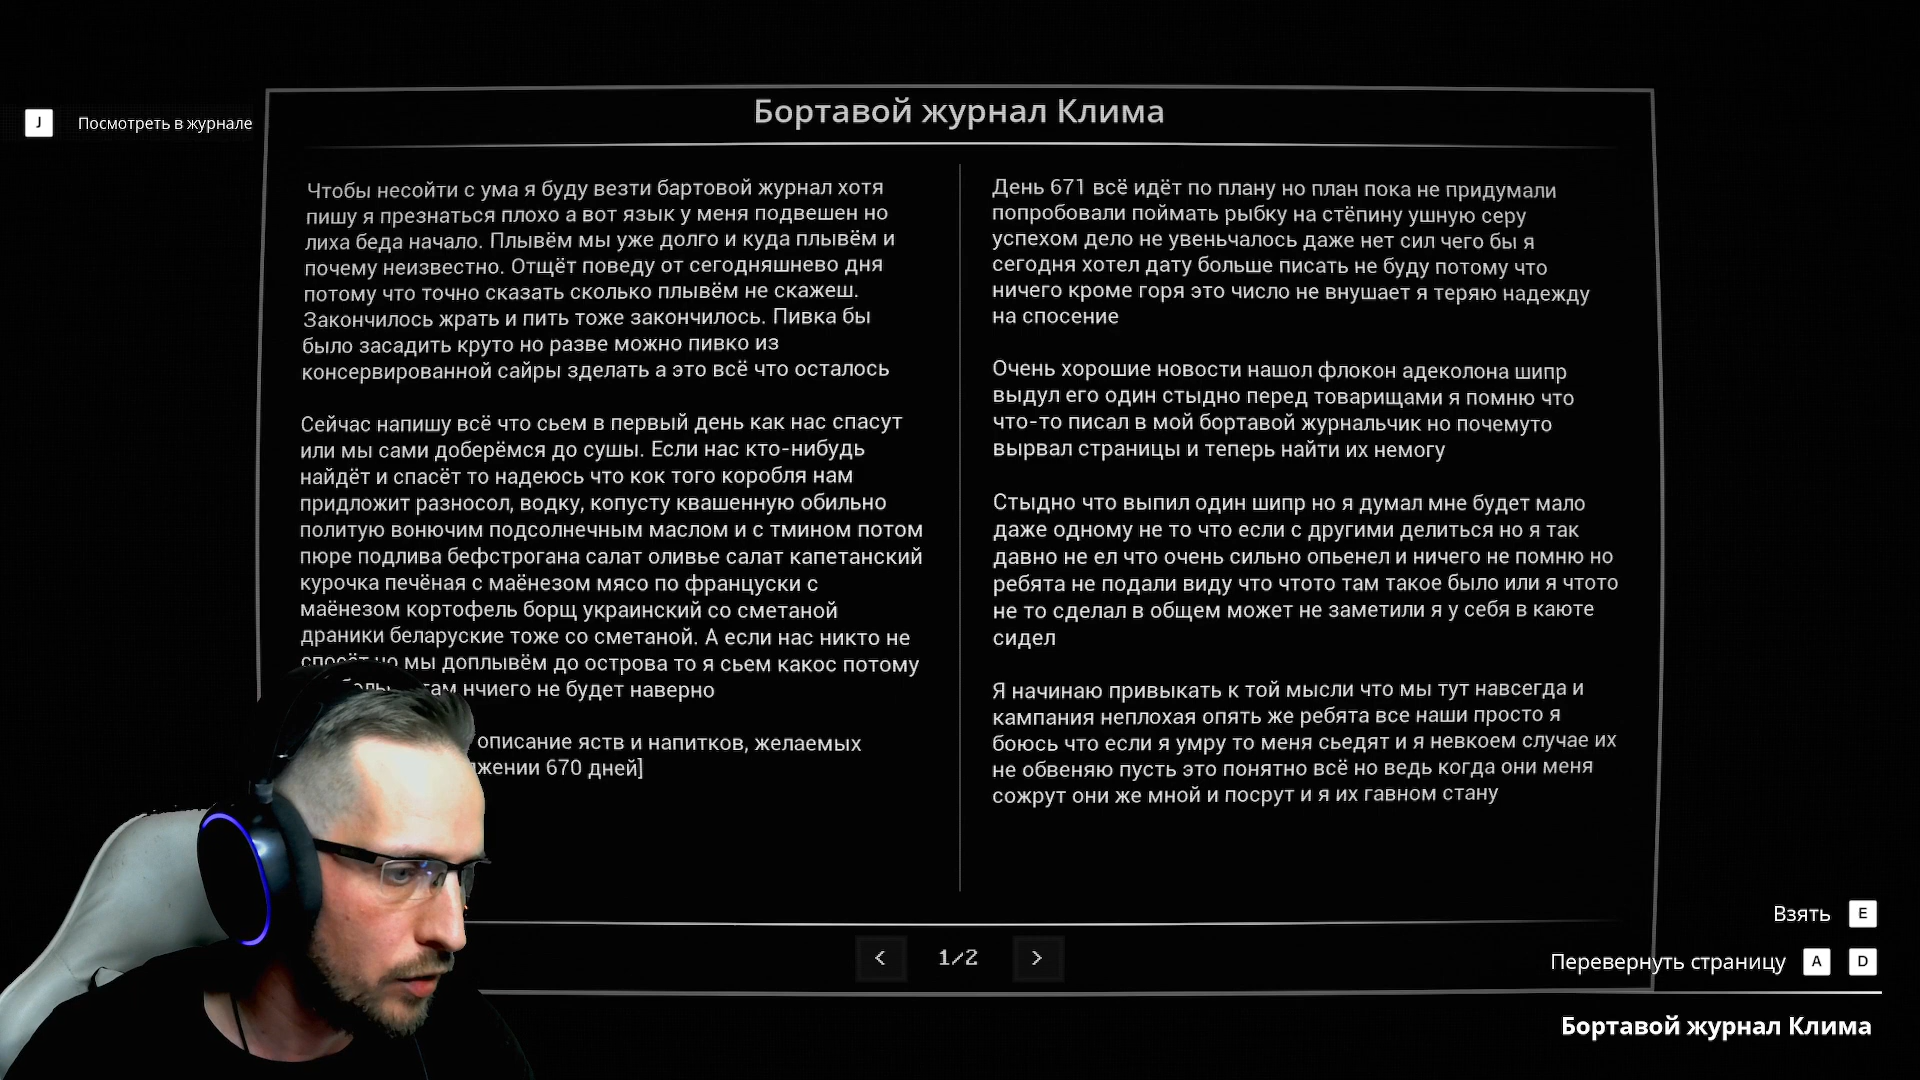 J Посмотреть в журнале
Бортавой журнал Клима
Чтобы несойти с ума я буду везти бартовой журнал хотя
пишу я презнаться плохо а вот язык у меня подвешен но
лиха беда начало. Плывём мы уже долго и куда плывём и
почему неизвестно. Отщёт поведу от сегодняшнево дня
потому что точно сказать сколько плывём не скажеш.
Закончилось жрать и пить тоже закончилось. Пивка бы
было засадить круто но разве можно пивко из
консервированной сайры зделать а это всё что осталось
Сейчас напишу всё что сьем в первый день как нас спасут
или мы сами доберёмся до сушы. Если нас кто-нибудь
найдёт и спасёт то надеюсь что кок того коробля нам
придложит разносол, водку, копусту квашенную обильно
политую вонючим подсолнечным маслом и с тмином потом
пюре подлива бефстрогана салат оливье салат капетанский
курочка печёная с маёнезом мясо по француски с
маёнезом кортофель борщ украинский со сметаной
драники беларуские тоже со сметаной. А если нас никто не
мы доплывём до острова то я сьем какос потому
там нчиего не будет наверно
описание яств и напитков, желаемых
670 дней]
День 671 всё идёт по плану но план пока не придумали
попробовали поймать рыбку на стёпину ушную серу
успехом дело не увеньчалось даже нет сил чего бы я
сегодня хотел дату больше писать не буду потому что
ничего кроме горя это число не внушает я теряю надежду
на спосение
Очень хорошие новости нашол флокон адеколона шипр
выдул его один стыдно перед товарищами я помню что
что-то писал в мой бортавой журнальчик но почемуто
вырвал страницы и теперь найти их немогу
Стыдно что выпил один шипр но я думал мне будет мало
даже одному не то что если с другими делиться но я так
давно не ел что очень сильно опьенел и ничего не помню но
ребята не подали виду что чтото там такое было или я чтото
не то сделал в общем может не заметили я у себя в каюте
сидел
Я начинаю привыкать к той мысли что мы тут навсегда и
кампания неплохая опять же ребята все наши просто я
боюсь что если я умру то меня сьедят и я невкоем случае их
не обвеняю пусть это понятно всё но ведь когда они меня
сожрут они же мной и посрут и я их гавном стану
< 1/2 >
Взять E
Перевернуть страницу A D
Бортавой журнал Клима